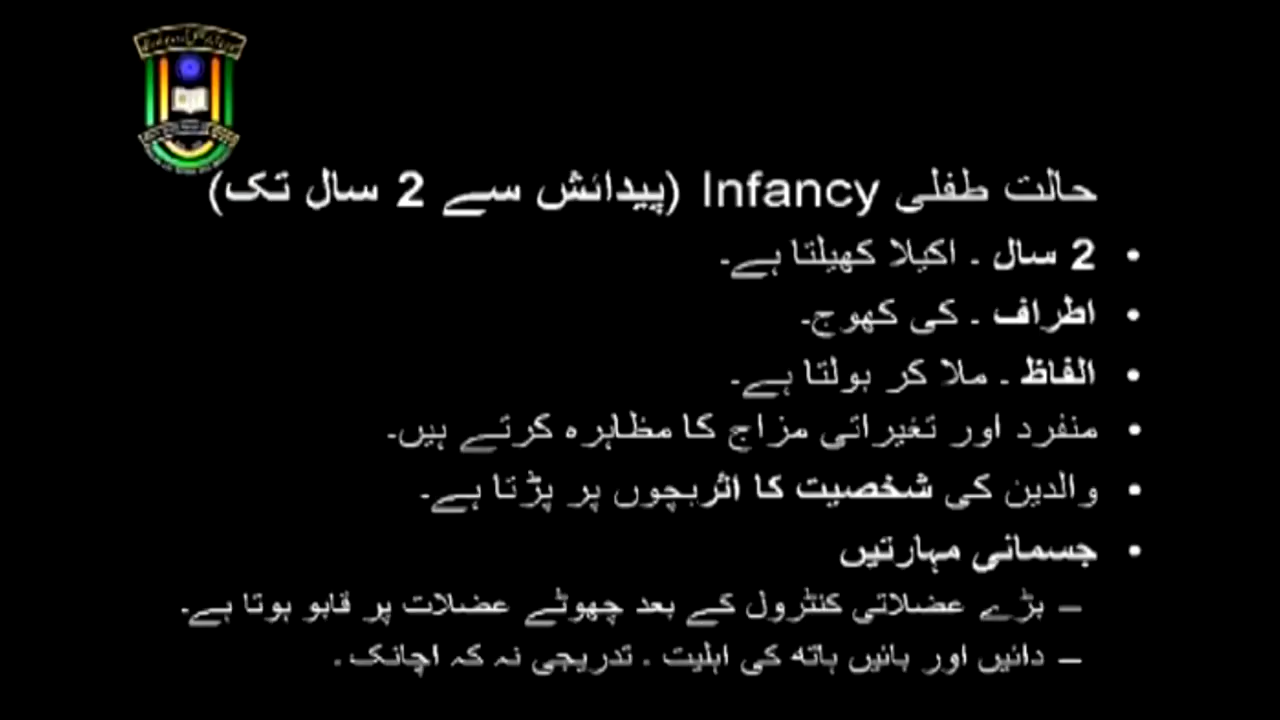 حالت طفلی Infancy (پیدائش سے 2 سال تک)
• 2 سال ۔ اکیلا کھیلتا ہے۔
• اطراف ۔ کی کھوج۔
• الفاظ ۔ ملا کر بولتا ہے۔
• منفرد اور تغیراتی مزاج کا مظاہرہ کرتے ہیں۔
• والدین کی شخصیت کا اثربچوں پر پڑتا ہے۔
• جسمانی مہارتیں
– بڑے عضلاتی کنٹرول کے بعد چھوٹے عضلات پر قابو ہوتا ہے۔
– دائیں اور بائیں ہاتھ کی اہلیت ۔ تدریجی نہ کہ اچانک ۔